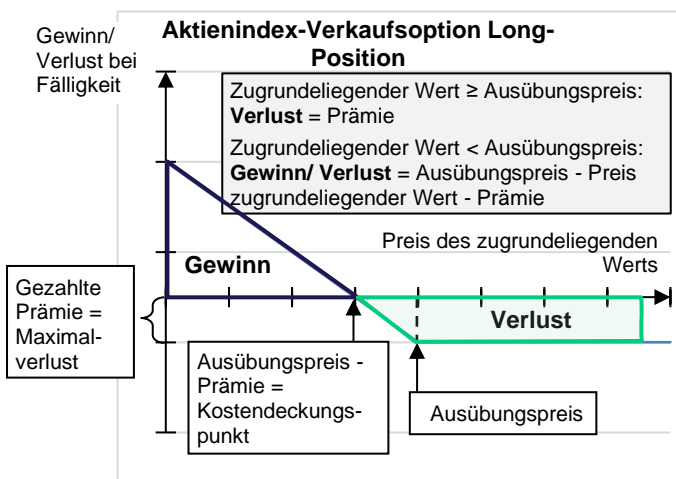 Aktienindex-Verkaufsoption Long-
Position
Gewinn/
Verlust bei
Fälligkeit
Zugrundeliegender Wert ≥ Ausübungspreis:
Verlust = Prämie
Zugrundeliegender Wert < Ausübungspreis:
Gewinn/ Verlust = Ausübungspreis - Preis
zugrundeliegender Wert - Prämie
Preis des zugrundeliegenden
Werts
Gewinn
Verlust
Gezahlte
Prämie =
Maximal-
verlust
Ausübungspreis -
Prämie =
Kostendeckungs-
punkt
Ausübungspreis